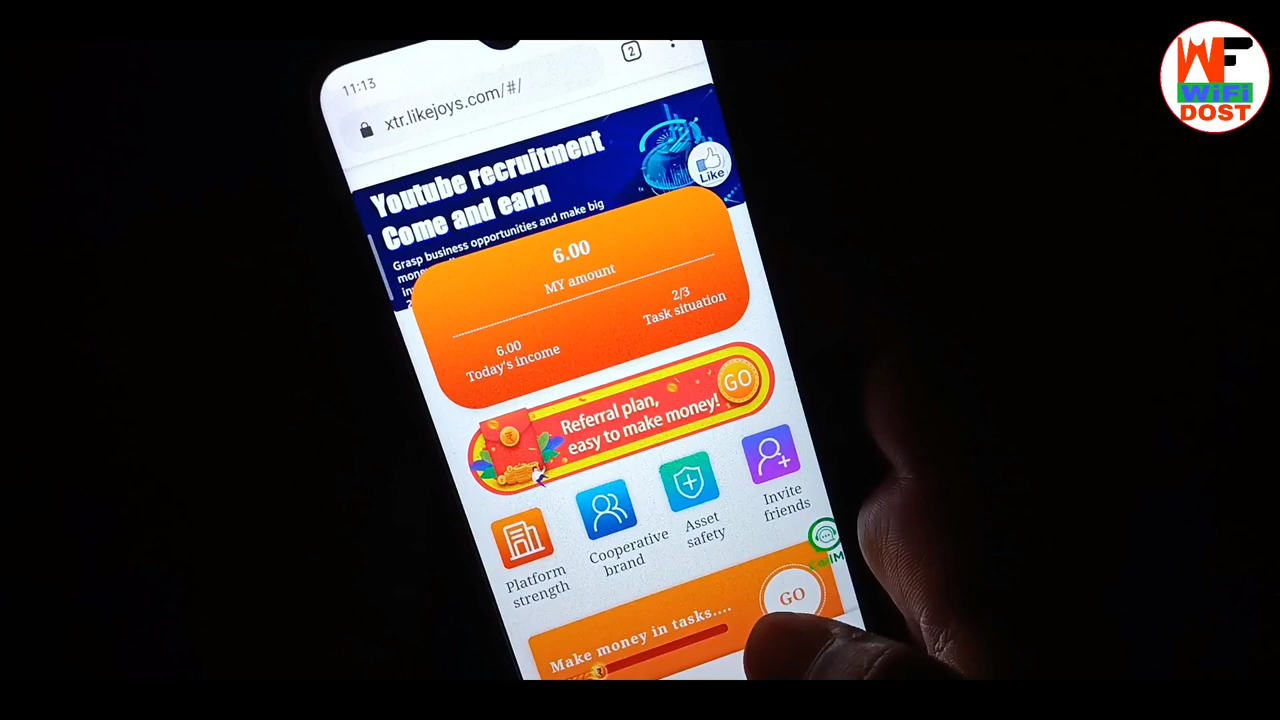 11:13
2
xtr.likejoys.com/#/
WF
WiFi
DOST
Youtube recruitment
Come and earn
Grasp business opportunities and make big
Like
6.00
MY amount
6.00
Today's income
2/3
Task situation
Referral plan,
easy to make money!
GO
Platform
strength
Cooperative
brand
Asset
safety
Invite
friends
Make money in tasks....
GO